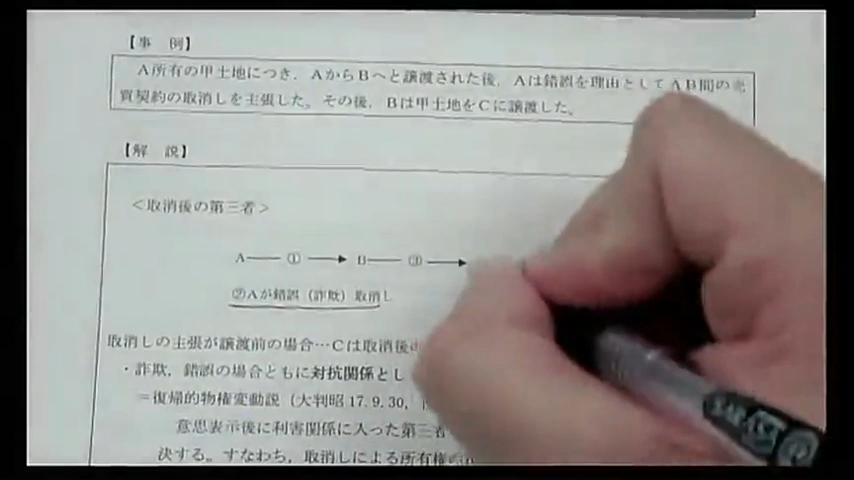 【事 例】
A所有の甲土地につき，AからBへと譲渡された後，Aは錯誤を理由としてAB間の売
買契約の取消しを主張した。その後，Bは甲土地をCに譲渡した。
【解 説】
＜取消後の第三者＞
A── ① ──→ B── ③ ──→
②Aが錯誤（詐欺）取消し
取消しの主張が譲渡前の場合…Cは取消後の
・詐欺，錯誤の場合ともに対抗関係とし
＝復帰的物権変動説（大判昭17.9.30,
意思表示後に利害関係に入った第三者
決する。すなわち，取消しによる所有権の